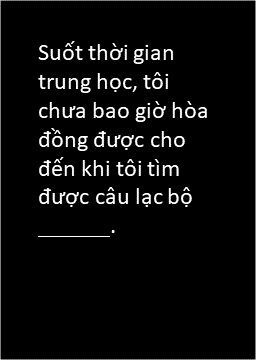 Suốt thời gian
trung học, tôi
chưa bao giờ hòa
đồng được cho
đến khi tôi tìm
được câu lạc bộ
_______.